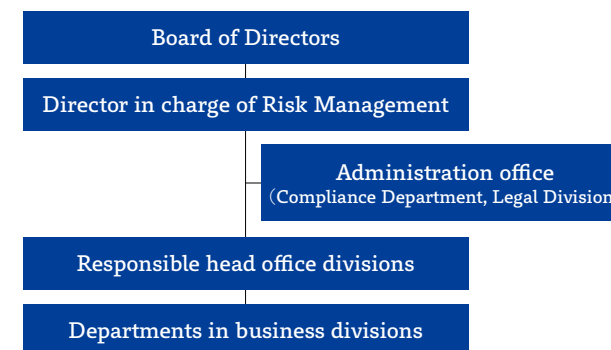 Board of Directors
Director in charge of Risk Management
Administration office
（Compliance Department, Legal Division
Responsible head office divisions
Departments in business divisions